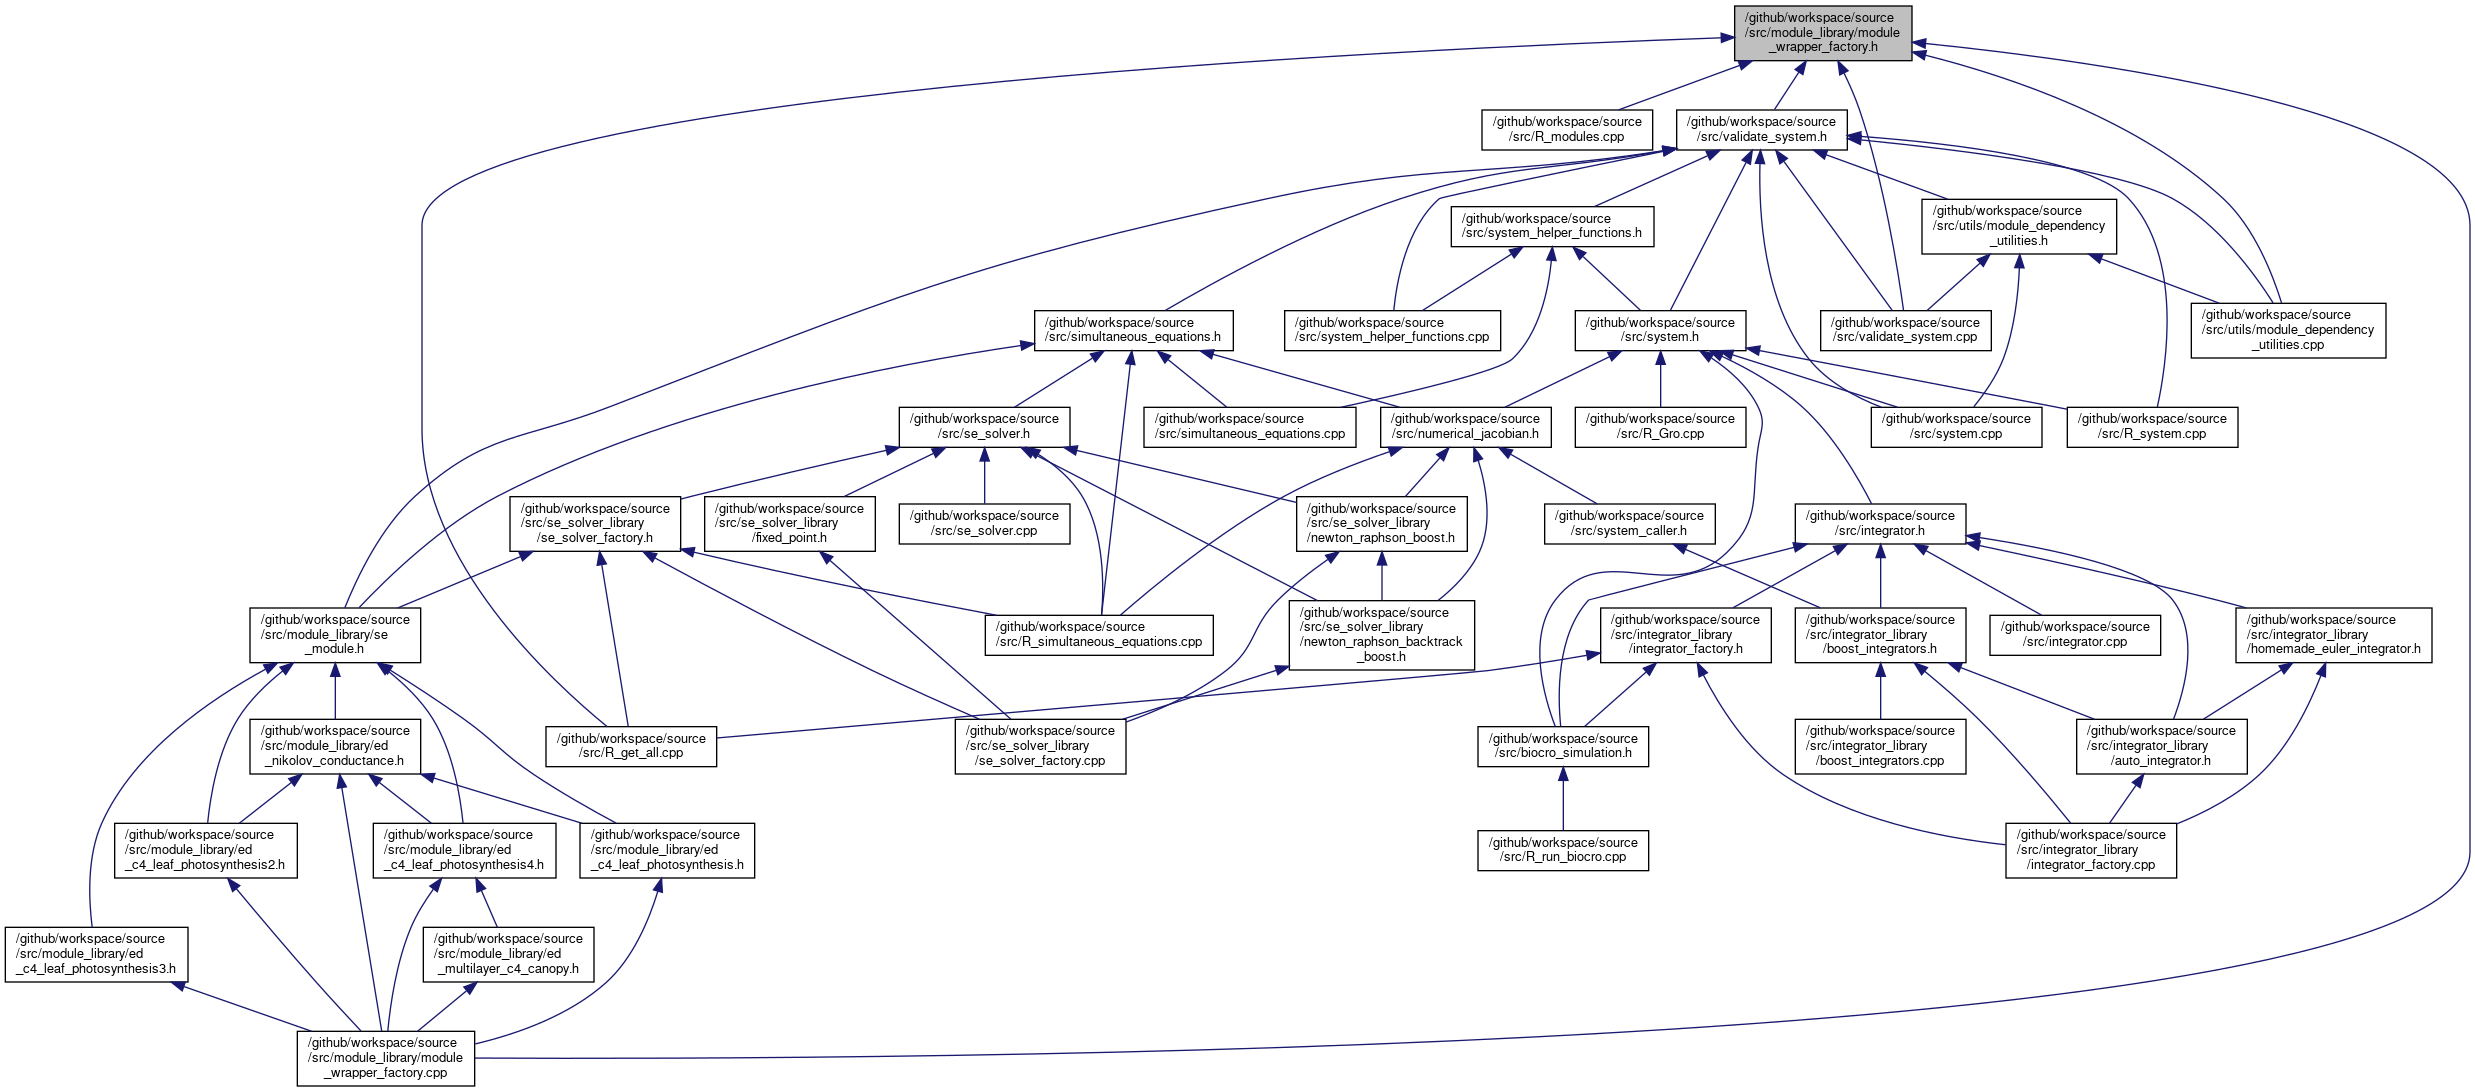 /github/workspace/source
/src/module_library/module
_wrapper_factory.h
/github/workspace/source
/src/R_modules.cpp
/github/workspace/source
/src/validate_system.h
/github/workspace/source
/src/system_helper_functions.h
/github/workspace/source
/src/utils/module_dependency
_utilities.h
/github/workspace/source
/src/simultaneous_equations.h
/github/workspace/source
/src/system_helper_functions.cpp
/github/workspace/source
/src/system.h
/github/workspace/source
/src/validate_system.cpp
/github/workspace/source
/src/utils/module_dependency
_utilities.cpp
/github/workspace/source
/src/se_solver.h
/github/workspace/source
/src/simultaneous_equations.cpp
/github/workspace/source
/src/numerical_jacobian.h
/github/workspace/source
/src/R_Gro.cpp
/github/workspace/source
/src/system.cpp
/github/workspace/source
/src/R_system.cpp
/github/workspace/source
/src/se_solver_library
/se_solver_factory.h
/github/workspace/source
/src/se_solver_library
/fixed_point.h
/github/workspace/source
/src/se_solver.cpp
/github/workspace/source
/src/se_solver_library
/newton_raphson_boost.h
/github/workspace/source
/src/system_caller.h
/github/workspace/source
/src/integrator.h
/github/workspace/source
/src/module_library/se
_module.h
/github/workspace/source
/src/R_simultaneous_equations.cpp
/github/workspace/source
/src/se_solver_library
/newton_raphson_backtrack
_boost.h
/github/workspace/source
/src/integrator_library
/integrator_factory.h
/github/workspace/source
/src/integrator_library
/boost_integrators.h
/github/workspace/source
/src/integrator.cpp
/github/workspace/source
/src/integrator_library
/homemade_euler_integrator.h
/github/workspace/source
/src/module_library/ed
_nikolov_conductance.h
/github/workspace/source
/src/R_get_all.cpp
/github/workspace/source
/src/se_solver_library
/se_solver_factory.cpp
/github/workspace/source
/src/biocro_simulation.h
/github/workspace/source
/src/integrator_library
/boost_integrators.cpp
/github/workspace/source
/src/integrator_library
/auto_integrator.h
/github/workspace/source
/src/module_library/ed
_c4_leaf_photosynthesis2.h
/github/workspace/source
/src/module_library/ed
_c4_leaf_photosynthesis4.h
/github/workspace/source
/src/module_library/ed
_c4_leaf_photosynthesis.h
/github/workspace/source
/src/R_run_biocro.cpp
/github/workspace/source
/src/integrator_library
/integrator_factory.cpp
/github/workspace/source
/src/module_library/ed
_c4_leaf_photosynthesis3.h
/github/workspace/source
/src/module_library/ed
_multilayer_c4_canopy.h
/github/workspace/source
/src/module_library/module
_wrapper_factory.cpp